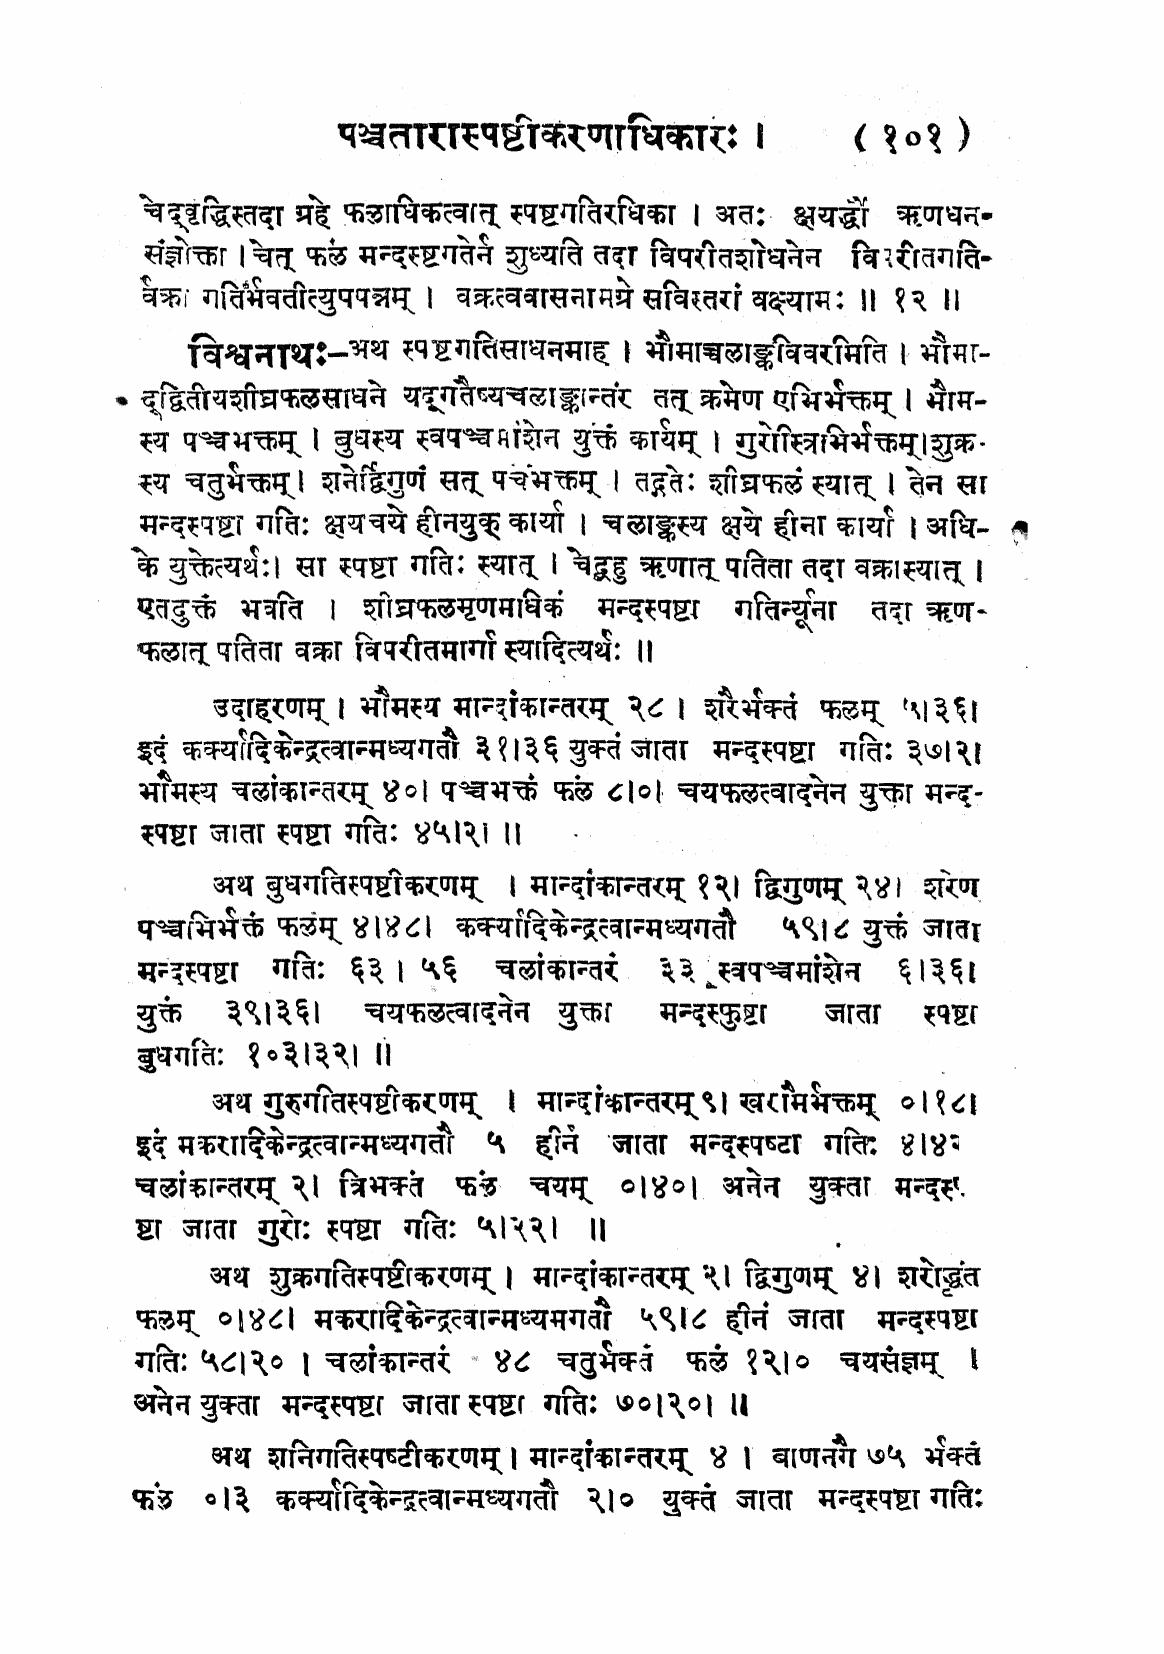 पञ्चतारास्पष्टीकरणाधिकारः । ( १०१ )
चेद्वृद्धिस्तदा ग्रहे फलाधिकत्वात् स्पष्टगतिरधिका । अतः क्षयर्द्धौ ऋणधन-
संज्ञोक्ता । चेत् फलं मन्दस्ष्टगतेर्न शुध्यति तदा विपरीतशोधनेन विपरीतगति-
र्वक्रा गतिर्भवतीत्युपपन्नम् । वक्रत्ववासनामग्रे सविस्तरां वक्ष्यामः ॥ १२ ॥
विश्वनाथः-अथ स्पष्टगतिसाधनमाह । भौमाच्चलाङ्कविवरमिति । भौमा-
द्द्वितीयशीघ्रफलसाधने यद्गतैष्यचलाङ्कान्तरं तत् क्रमेण एभिर्भक्तम् । भौम-
स्य पञ्चभक्तम् । बुधस्य स्वपञ्चमांशेन युक्तं कार्यम् । गुरोस्त्रिभिर्भक्तम्।शुक्र-
स्य चतुर्भक्तम्। शनेर्द्विगुणं सत् पचंभक्तम् । तद्गतेः शीघ्रफलं स्यात् । तेन सा
मन्दस्पष्टा गतिः क्षयचये हीनयुक् कार्या । चलाङ्कस्य क्षये हीना कार्या । अधि-
के युक्तेत्यर्थः। सा स्पष्टा गतिः स्यात् । चेद्बहु ऋणात् पतिता तदा वक्रास्यात् ।
एतदुक्तं भवति । शीघ्रफलमृणमाधिकं मन्दस्पष्टा गतिर्न्यूना तदा ऋण-
फलात् पतिता वक्रा विपरीतमार्गा स्यादित्यर्थः ॥
उदाहरणम् । भौमस्य मान्दांकान्तरम् २८ । शरैर्भक्तं फलम् ५।३६।
इदं कर्क्यादिकेन्द्रत्वान्मध्यगतौ ३१।३६ युक्तं जाता मन्दस्पष्टा गतिः ३७।२।
भौमस्य चलांकान्तरम् ४०। पञ्चभक्तं फलं ८।०। चयफलत्वादनेन युक्ता मन्द-
स्पष्टा जाता स्पष्टा गतिः ४५।२। ॥
अथ बुधगतिस्पष्टीकरणम् । मान्दांकान्तरम् १२। द्विगुणम् २४। शरेण
पञ्चभिर्भक्तं फलंम् ४।४८। कर्क्यादिकेन्द्रत्वान्मध्यगतौ ५९।८ युक्तं जाता
मन्दस्पष्टा गतिः ६३ । ५६ चलांकान्तरं ३३ स्वपञ्चमांशेन ६।३६।
युक्तं ३९।३६। चयफलत्वादनेन युक्ता मन्दस्फुष्टा जाता स्पष्टा
बुधगतिः १०३।३२। ॥
अथ गुरुगतिस्पष्टीकरणम् । मान्दांकान्तरम् ९। खरामैर्भक्तम् ०।१८।
इदं मकरादिकेन्द्रत्वान्मध्यगतौ ५ हीनं जाता मन्दस्पष्टा गतिः ४।४२
चलांकान्तरम् २। त्रिभक्तं फलं चयम् ०।४०। अनेन युक्ता मन्दस्प-
ष्टा जाता गुरोः स्पष्टा गतिः ५।२२। ॥
अथ शुक्रगतिस्पष्टीकरणम् । मान्दांकान्तरम् २। द्विगुणम् ४। शरोद्धृंत
फलम् ०।४८। मकरादिकेन्द्रत्वान्मध्यमगतौ ५९।८ हीनं जाता मन्दस्पष्टा
गतिः ५८।२० । चलांकान्तरं ४८ चतुर्भक्तं फलं १२।० चयसंज्ञम् ।
अनेन युक्ता मन्दस्पष्टा जाता स्पष्टा गतिः ७०।२०। ॥
अथ शनिगतिस्पष्टीकरणम् । मान्दांकान्तरम् ४ । बाणनगै ७५ र्भक्तं
फलं ०।३ कर्क्यादिकेन्द्रत्वान्मध्यगतौ २।० युक्तं जाता मन्दस्पष्टा गतिः